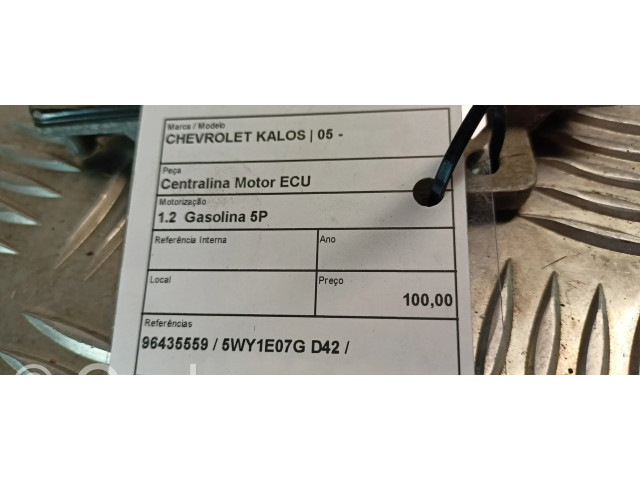 Marca / Modelo
CHEVROLET KALOS | 05 -
Peça
Centralina Motor ECU
Motorização
1.2 Gasolina 5P
Referência Interna
Ano
Local
Preço
100,00
Referências
96435559 / 5WY1E07G D42 /